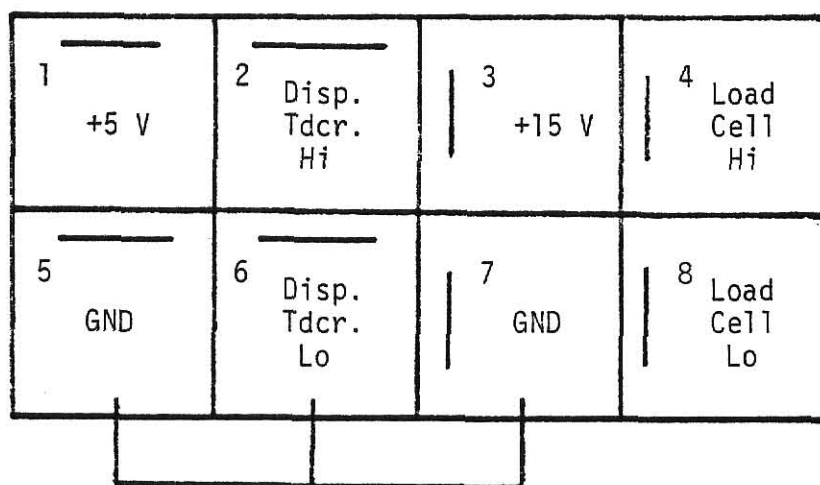 1
+5 V
2
Disp.
Tdcr.
Hi
3
+15 V
4
Load
Cell
Hi
5
GND
6
Disp.
Tdcr.
Lo
7
GND
8
Load
Cell
Lo